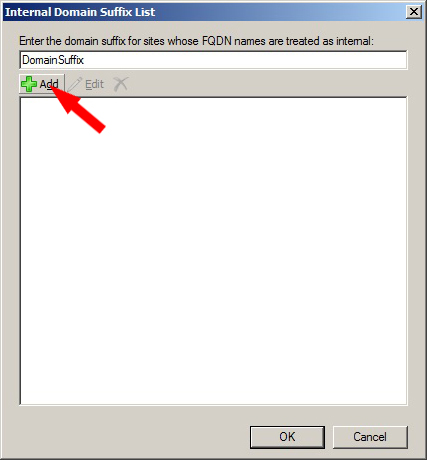 Internal Domain Suffix List
Enter the domain suffix for sites whose FQDN names are treated as internal:
DomainSuffix
Add Edit
OK Cancel